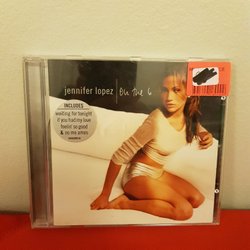 jennifer lopez | On the 6
INCLUDES
waiting for tonight
if you had my love
feelin' so good
& no me ames